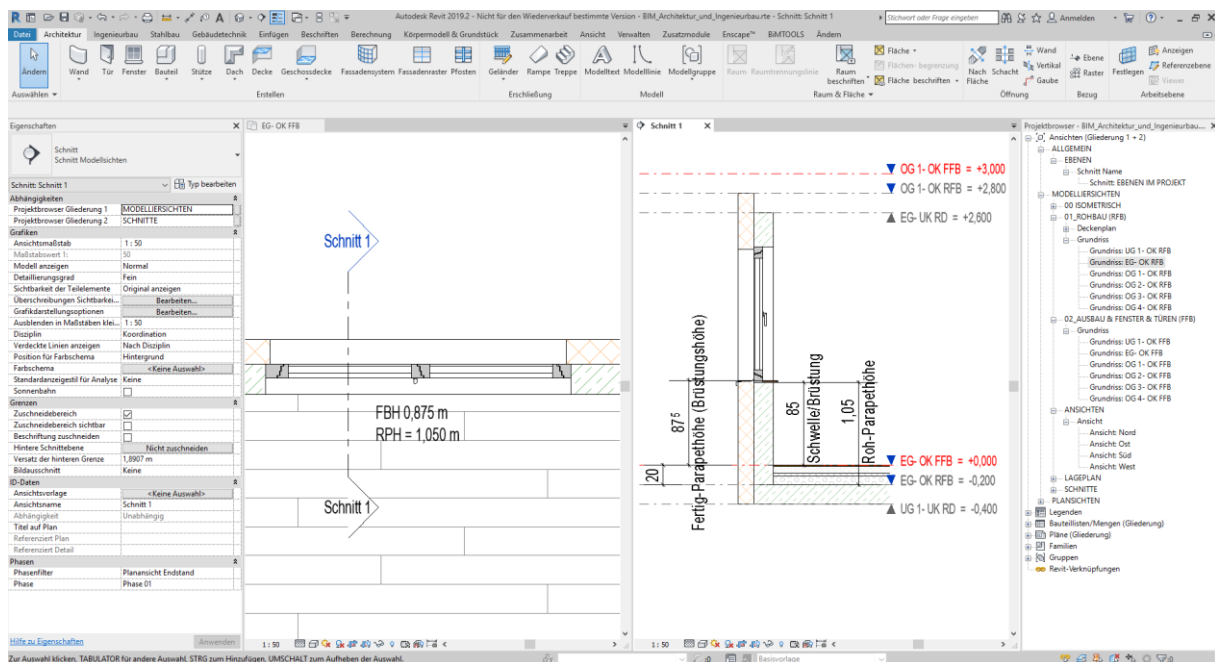 Autodesk Revit 2019.2 - Nicht für den Wiederverkauf bestimmte Version - BIM_Architektur_und_Ingenieurbau.rte - Schnitt: Schnitt 1
Stichwort oder Frage eingeben
Anmelden
Datei Architektur Ingenieurbau Stahlbau Gebäudetechnik Einfügen Beschriften Berechnung Körpermodell & Grundstück Zusammenarbeit Ansicht Verwalten Zusatzmodule Enscape™ BiMTOOLS Ändern
Ändern Wand Tür Fenster Bauteil Stütze Dach Decke Geschossdecke Fassadensystem Fassadenraster Pfosten Geländer Rampe Treppe Modelltext Modelllinie Modellgruppe Raum Raumtrennungslinie Raum beschriften
Fläche
Flächen- begrenzung
Fläche beschriften
Nach Fläche
Schacht
Wand
Vertikal
Gaube
Ebene
Raster
Festlegen
Anzeigen
Referenzebene
Viewer
Auswählen Erstellen Erschließung Modell Raum & Fläche Öffnung Bezug Arbeitsebene
Eigenschaften
Schnitt
Schnitt Modellsichten
Schnitt: Schnitt 1 Typ bearbeiten
Abhängigkeiten
Projektbrowser Gliederung 1 MODELLIERSICHTEN
Projektbrowser Gliederung 2 SCHNITTE
Grafiken
Ansichtsmaßstab 1 : 50
Maßstabswert 1: 50
Modell anzeigen Normal
Detaillierungsgrad Fein
Sichtbarkeit der Teilelemente Original anzeigen
Überschreibungen Sichtbarkei... Bearbeiten...
Grafikdarstellungsoptionen Bearbeiten...
Ausblenden in Maßstäben klei... 1 : 50
Disziplin Koordination
Verdeckte Linien anzeigen Nach Disziplin
Position für Farbschema Hintergrund
Farbschema <Keine Auswahl>
Standardanzeigestil für Analyse Keine
Sonnenbahn
Grenzen
Zuschneidebereich
Zuschneidebereich sichtbar
Beschriftung zuschneiden
Hintere Schnittebene Nicht zuschneiden
Versatz der hinteren Grenze 1,8907 m
Bildausschnitt Keine
ID-Daten
Ansichtsvorlage <Keine Auswahl>
Ansichtsname Schnitt 1
Abhängigkeit Unabhängig
Titel auf Plan
Referenziert Plan
Referenziert Detail
Phasen
Phasenfilter Planansicht Endstand
Phase Phase 01
Hilfe zu Eigenschaften Anwenden
EG- OK FFB
Schnitt 1
FBH 0,875 m
RPH = 1,050 m
Schnitt 1
1 : 50
Schnitt 1
OG 1- OK FFB = +3,000
OG 1- OK RFB = +2,800
EG- UK RD = +2,600
87⁵
20
Fertig-Parapethöhe (Brüstungshöhe)
85
Schwelle/Brüstung
1,05
Roh-Parapethöhe
EG- OK FFB = +0,000
EG- OK RFB = -0,200
UG 1- UK RD = -0,400
1 : 50
Projektbrowser - BIM_Architektur_und_Ingenieurbau....
Ansichten (Gliederung 1 + 2)
ALLGEMEIN
EBENEN
Schnitt Name
Schnitt: EBENEN IM PROJEKT
MODELLIERSICHTEN
00 ISOMETRISCH
01_ROHBAU (RFB)
Deckenplan
Grundriss
Grundriss: UG 1- OK RFB
Grundriss: EG- OK RFB
Grundriss: OG 1- OK RFB
Grundriss: OG 2- OK RFB
Grundriss: OG 3- OK RFB
Grundriss: OG 4- OK RFB
02_AUSBAU & FENSTER & TÜREN (FFB)
Grundriss
Grundriss: UG 1- OK FFB
Grundriss: EG- OK FFB
Grundriss: OG 1- OK FFB
Grundriss: OG 2- OK FFB
Grundriss: OG 3- OK FFB
Grundriss: OG 4- OK FFB
ANSICHTEN
Ansicht
Ansicht: Nord
Ansicht: Ost
Ansicht: Süd
Ansicht: West
LAGEPLAN
SCHNITTE
PLANSICHTEN
Legenden
Bauteillisten/Mengen (Gliederung)
Pläne (Gliederung)
Familien
Gruppen
Revit-Verknüpfungen
Zur Auswahl klicken, TABULATOR für andere Auswahl, STRG zum Hinzufügen, UMSCHALT zum Aufheben der Auswahl.
:0
Basisvorlage
:0